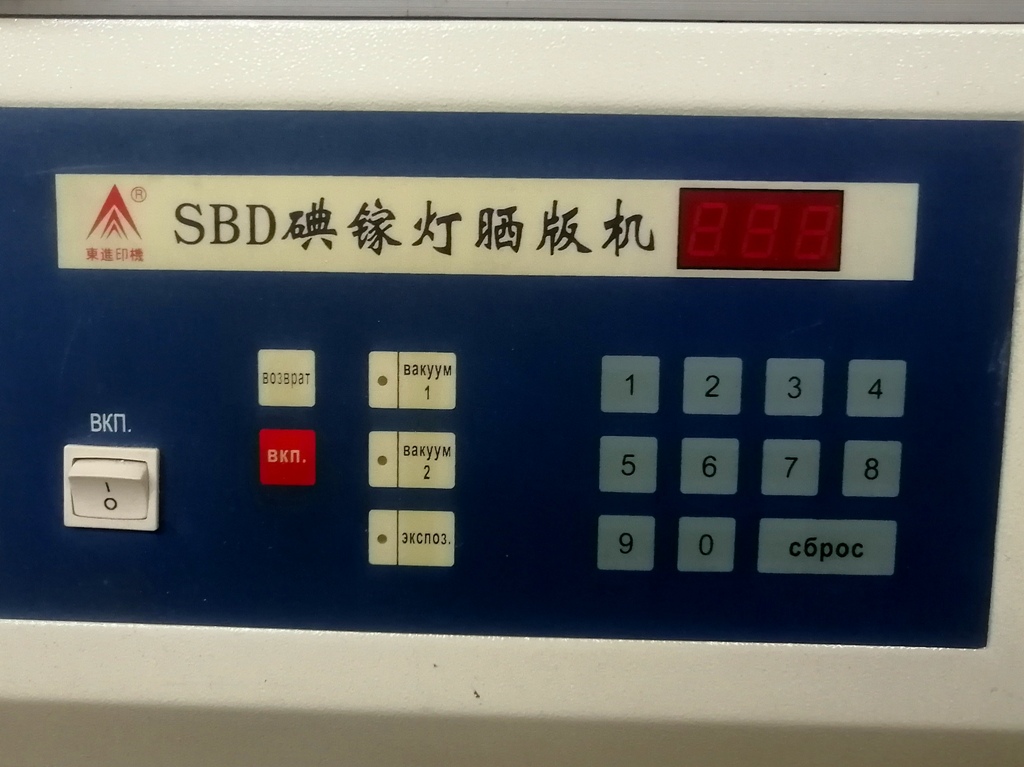 ®
東進印機
SBD碘镓灯晒版机
возврат
вакуум
1
1 2 3 4
ВКП.
вкп.
вакуум
2
5 6 7 8
экспоз.
9 0 сброс